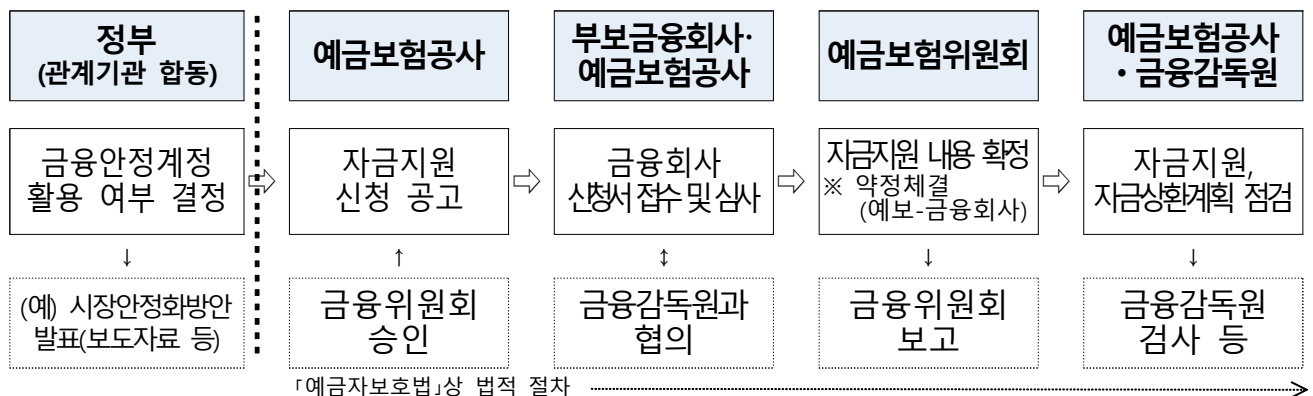 정부
(관계기관 합동)
예금보험공사
부보금융회사·
예금보험공사
예금보험위원회
예금보험공사
・금융감독원
금융안정계정
활용 여부 결정
⇨
자금지원
신청 공고
⇨
금융회사
신청서 접수 및 심사
⇨
자금지원 내용 확정
※ 약정체결
(예보-금융회사)
⇨
자금지원,
자금상환계획 점검
↓
↑
↕
↓
↓
(예) 시장안정화방안
발표(보도자료 등)
금융위원회
승인
금융감독원과
협의
금융위원회
보고
금융감독원
검사 등
「예금자보호법」상 법적 절차